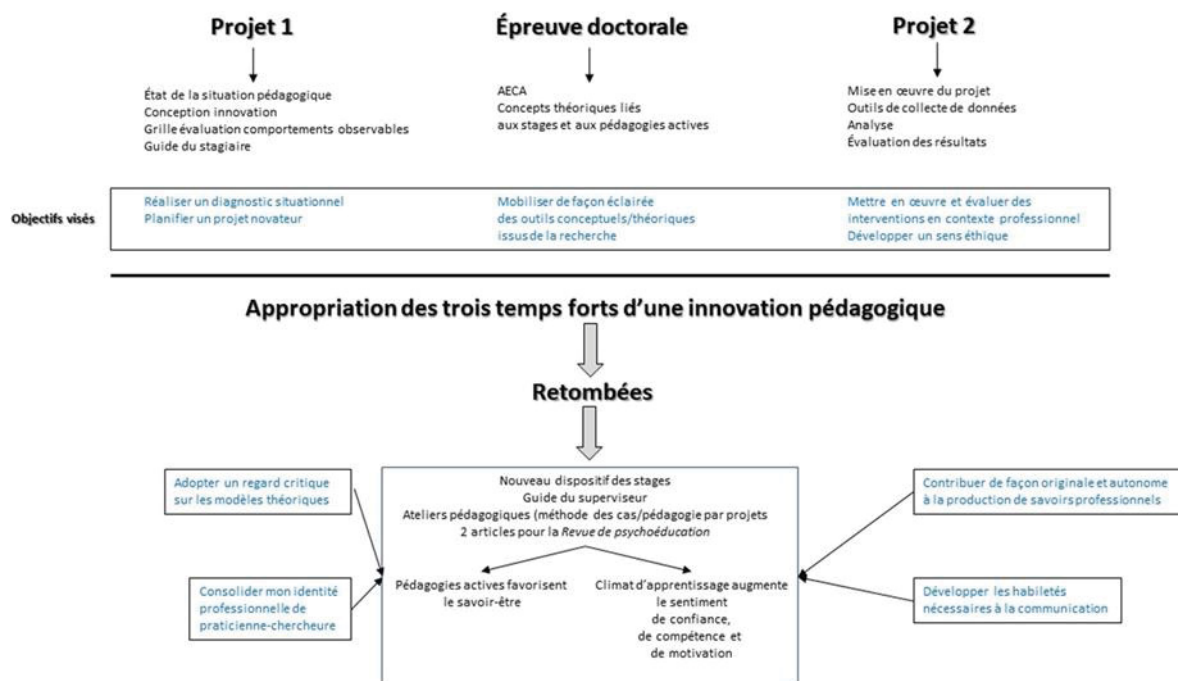 Projet 1
État de la situation pédagogique
Conception innovation
Grille évaluation comportements observables
Guide du stagiaire
Épreuve doctorale
AECA
Concepts théoriques liés
aux stages et aux pédagogies actives
Projet 2
Mise en œuvre du projet
Outils de collecte de données
Analyse
Évaluation des résultats
Objectifs visés
Réaliser un diagnostic situationnel
Planifier un projet novateur
Mobiliser de façon éclairée
des outils conceptuels/théoriques
issus de la recherche
Mettre en œuvre et évaluer des
interventions en contexte professionnel
Développer un sens éthique
Appropriation des trois temps forts d'une innovation pédagogique
Retombées
Adopter un regard critique
sur les modèles théoriques
Consolider mon identité
professionnelle de
praticienne-chercheure
Nouveau dispositif des stages
Guide du superviseur
Ateliers pédagogiques (méthode des cas/pédagogie par projets
2 articles pour la Revue de psychoéducation
Pédagogies actives favorisent
le savoir-être
Climat d'apprentissage augmente
le sentiment
de confiance,
de compétence et
de motivation
Contribuer de façon originale et autonome
à la production de savoirs professionnels
Développer les habiletés
nécessaires à la communication